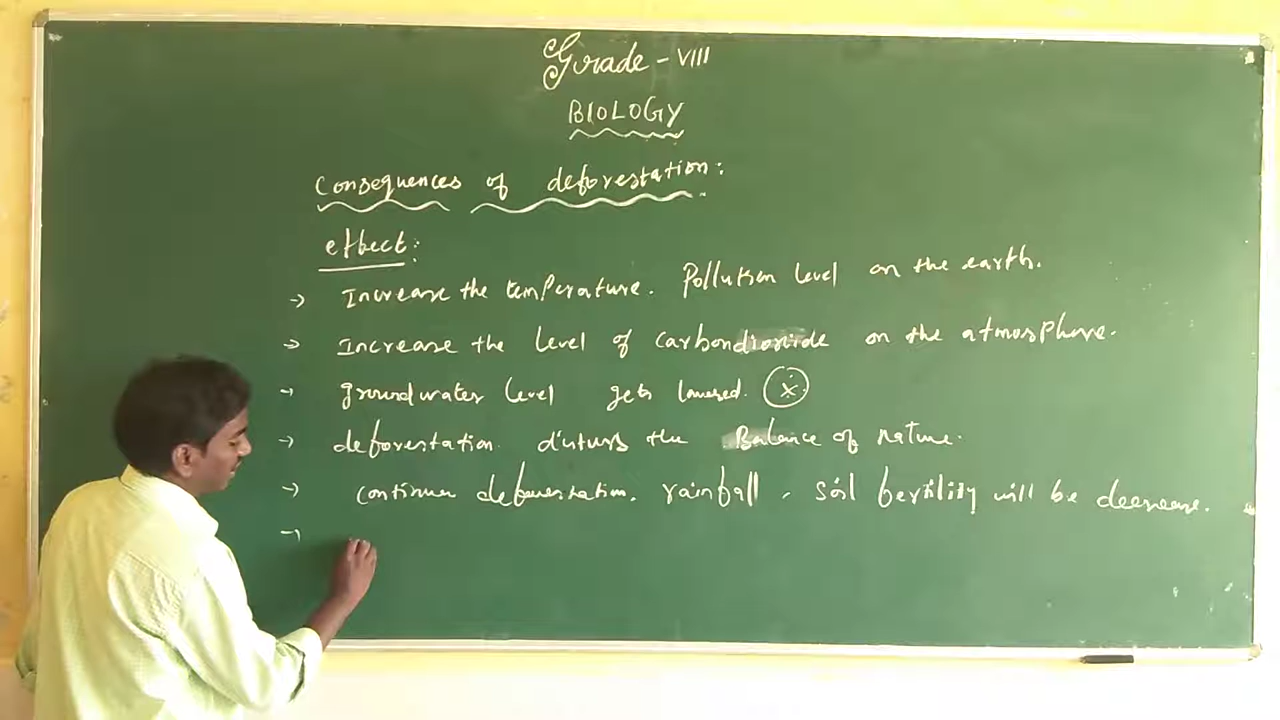 Grade - VIII
BIOLOGY
Consequences of deforestation:
effect:
→ Increase the temperature. Pollution level on the earth.
→ Increase the level of carbondioxide on the atmosphere.
→ groundwater level gets lowered. (x)
→ deforestation the Balance of nature.
→ continue deforestation. rainfall, soil fertility will be decrease.
→